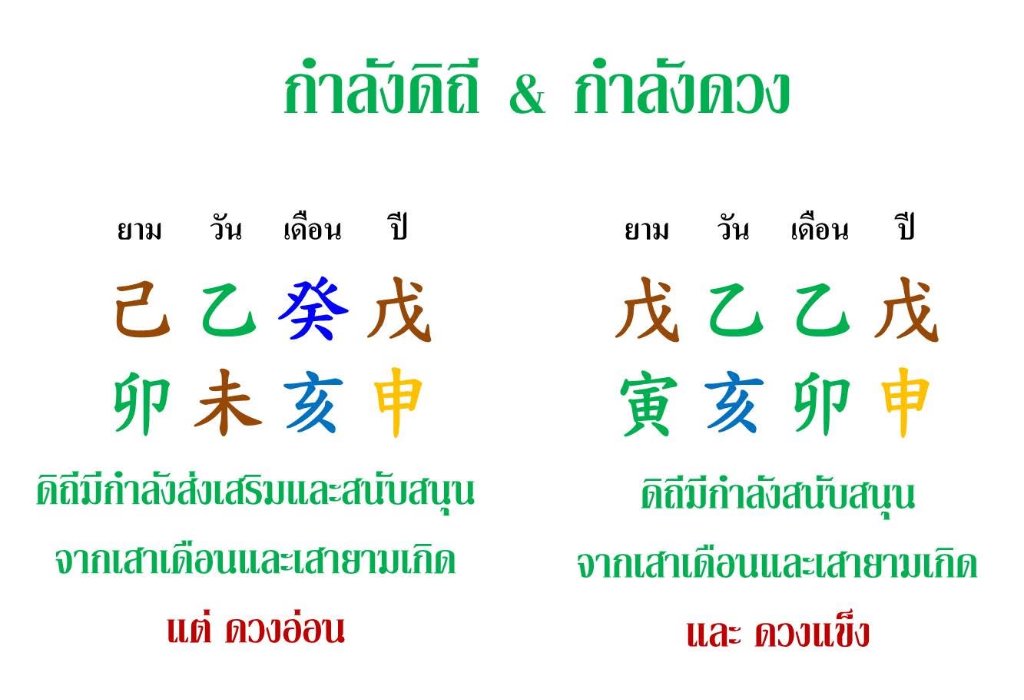 กำลังดิถี & กำลังดวง
ยาม วัน เดือน ปี
己 乙 癸 戊
卯 未 亥 申
ดิถีมีกำลังส่งเสริมและสนับสนุน
จากเสาเดือนและเสายามเกิด
แต่ ดวงอ่อน
ยาม วัน เดือน ปี
戊 乙 乙 戊
寅 亥 卯 申
ดิถีมีกำลังสนับสนุน
จากเสาเดือนและเสายามเกิด
และ ดวงแข็ง